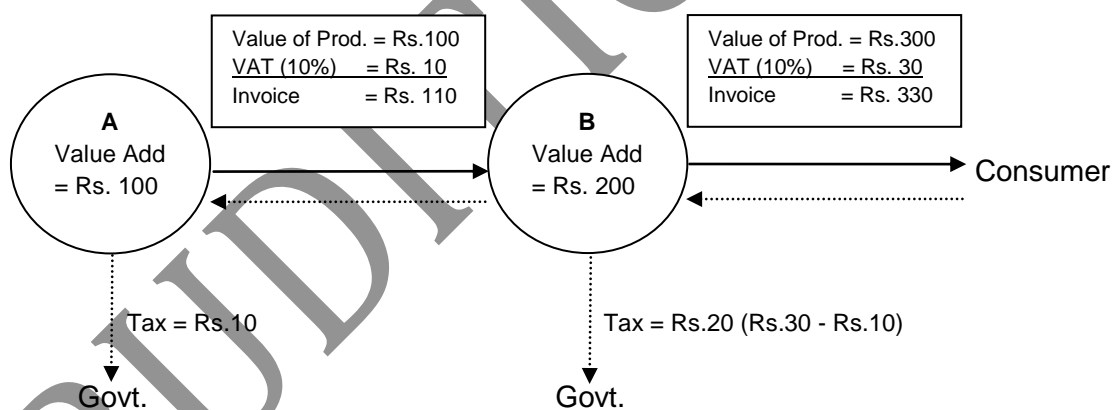 Value of Prod. = Rs.100
VAT (10%) = Rs. 10
Invoice = Rs. 110
Value of Prod. = Rs.300
VAT (10%) = Rs. 30
Invoice = Rs. 330
A
Value Add
= Rs. 100
B
Value Add
= Rs. 200
Consumer
Tax = Rs.10
Tax = Rs.20 (Rs.30 - Rs.10)
Govt.
Govt.